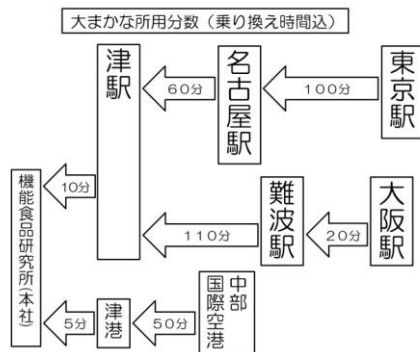 大まかな所用分数（乗り換え時間込）
津駅
60分
名古屋駅
100分
東京駅
機能食品研究所(本社)
10分
110分
難波駅
20分
大阪駅
5分
津港
50分
中部
国際空港